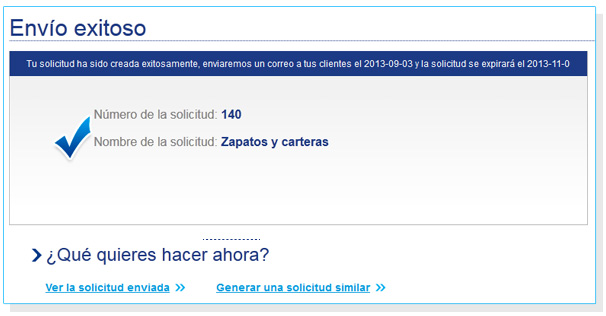 Envío exitoso
Tu solicitud ha sido creada exitosamente, enviaremos un correo a tus clientes el 2013-09-03 y la solicitud se expirará el 2013-11-0
Número de la solicitud: 140
Nombre de la solicitud: Zapatos y carteras
¿Qué quieres hacer ahora?
Ver la solicitud enviada »
Generar una solicitud similar »